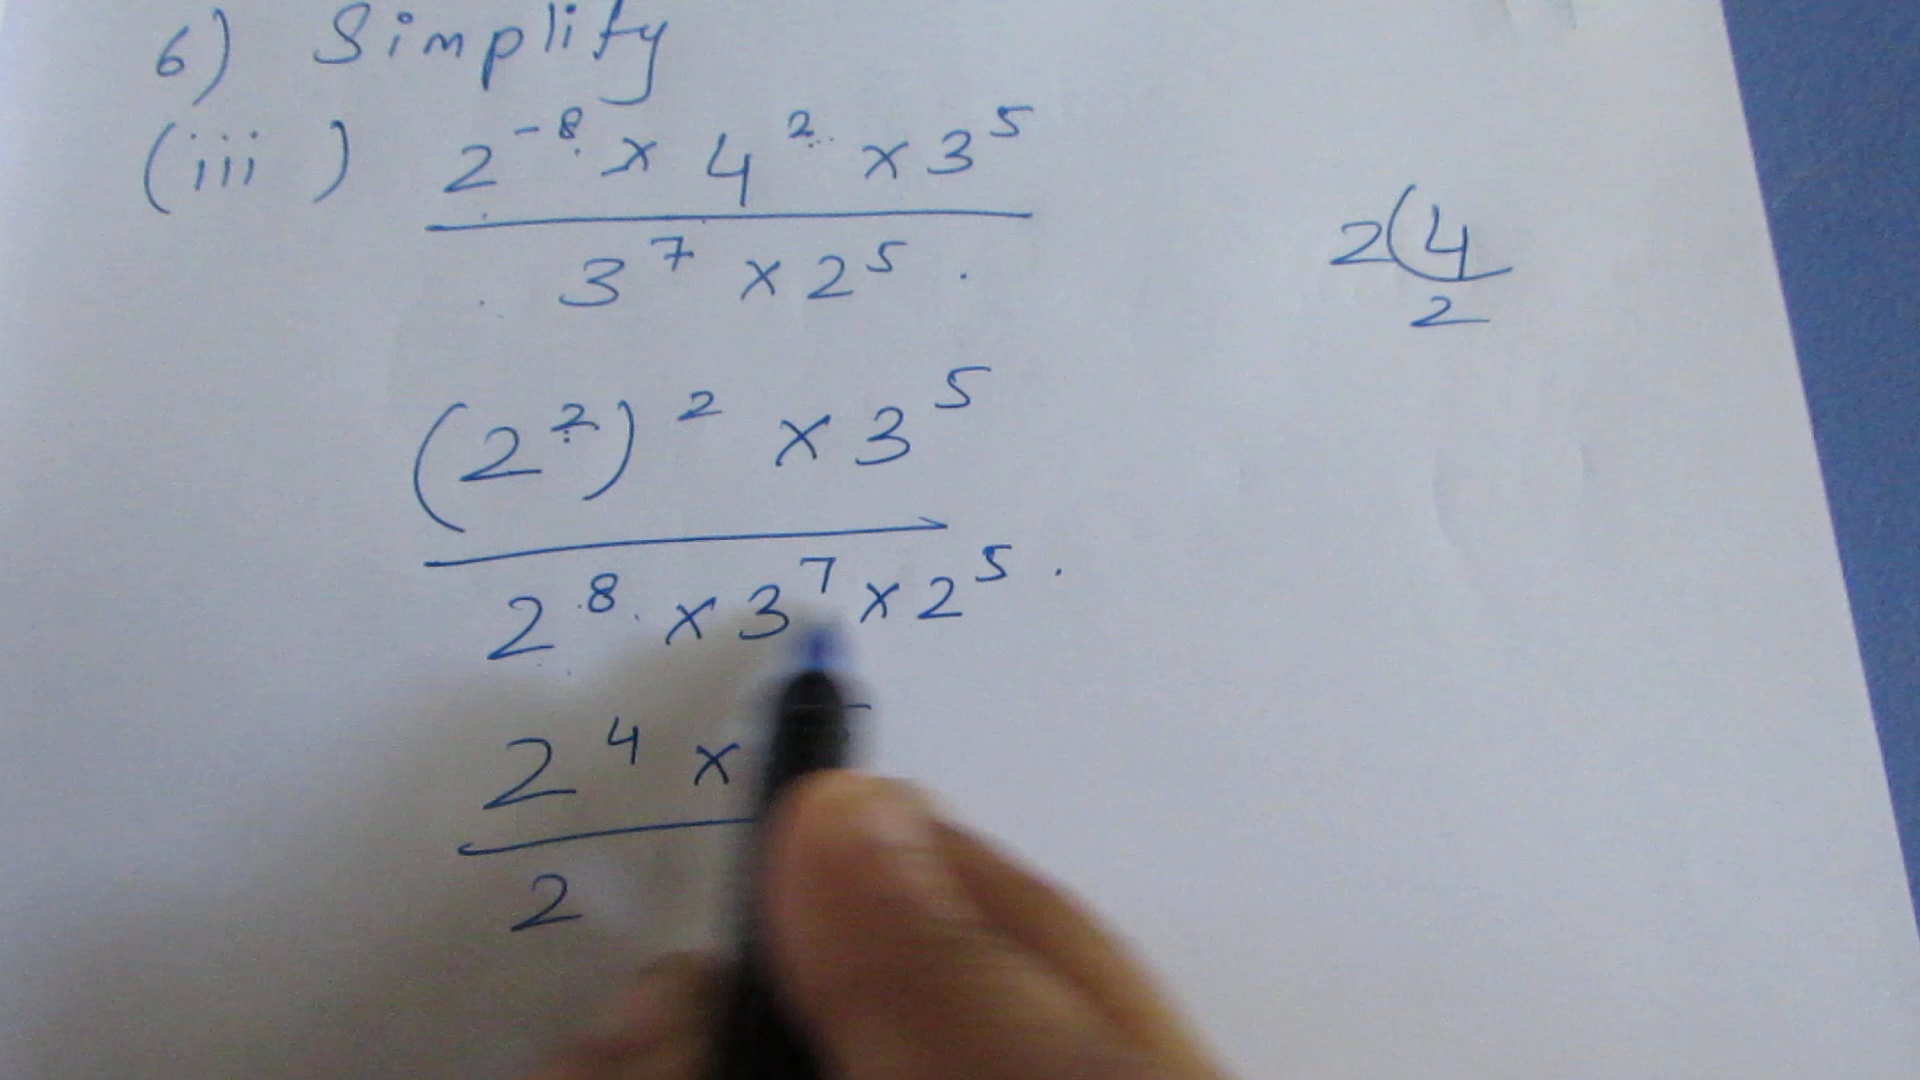 6) Simplify
(iii) 2⁻⁸ × 4² × 3⁵
3⁷ × 2⁵
2(4
2
(2²)² × 3⁵
2⁸ × 3⁷ × 2⁵
2⁴ ×
2